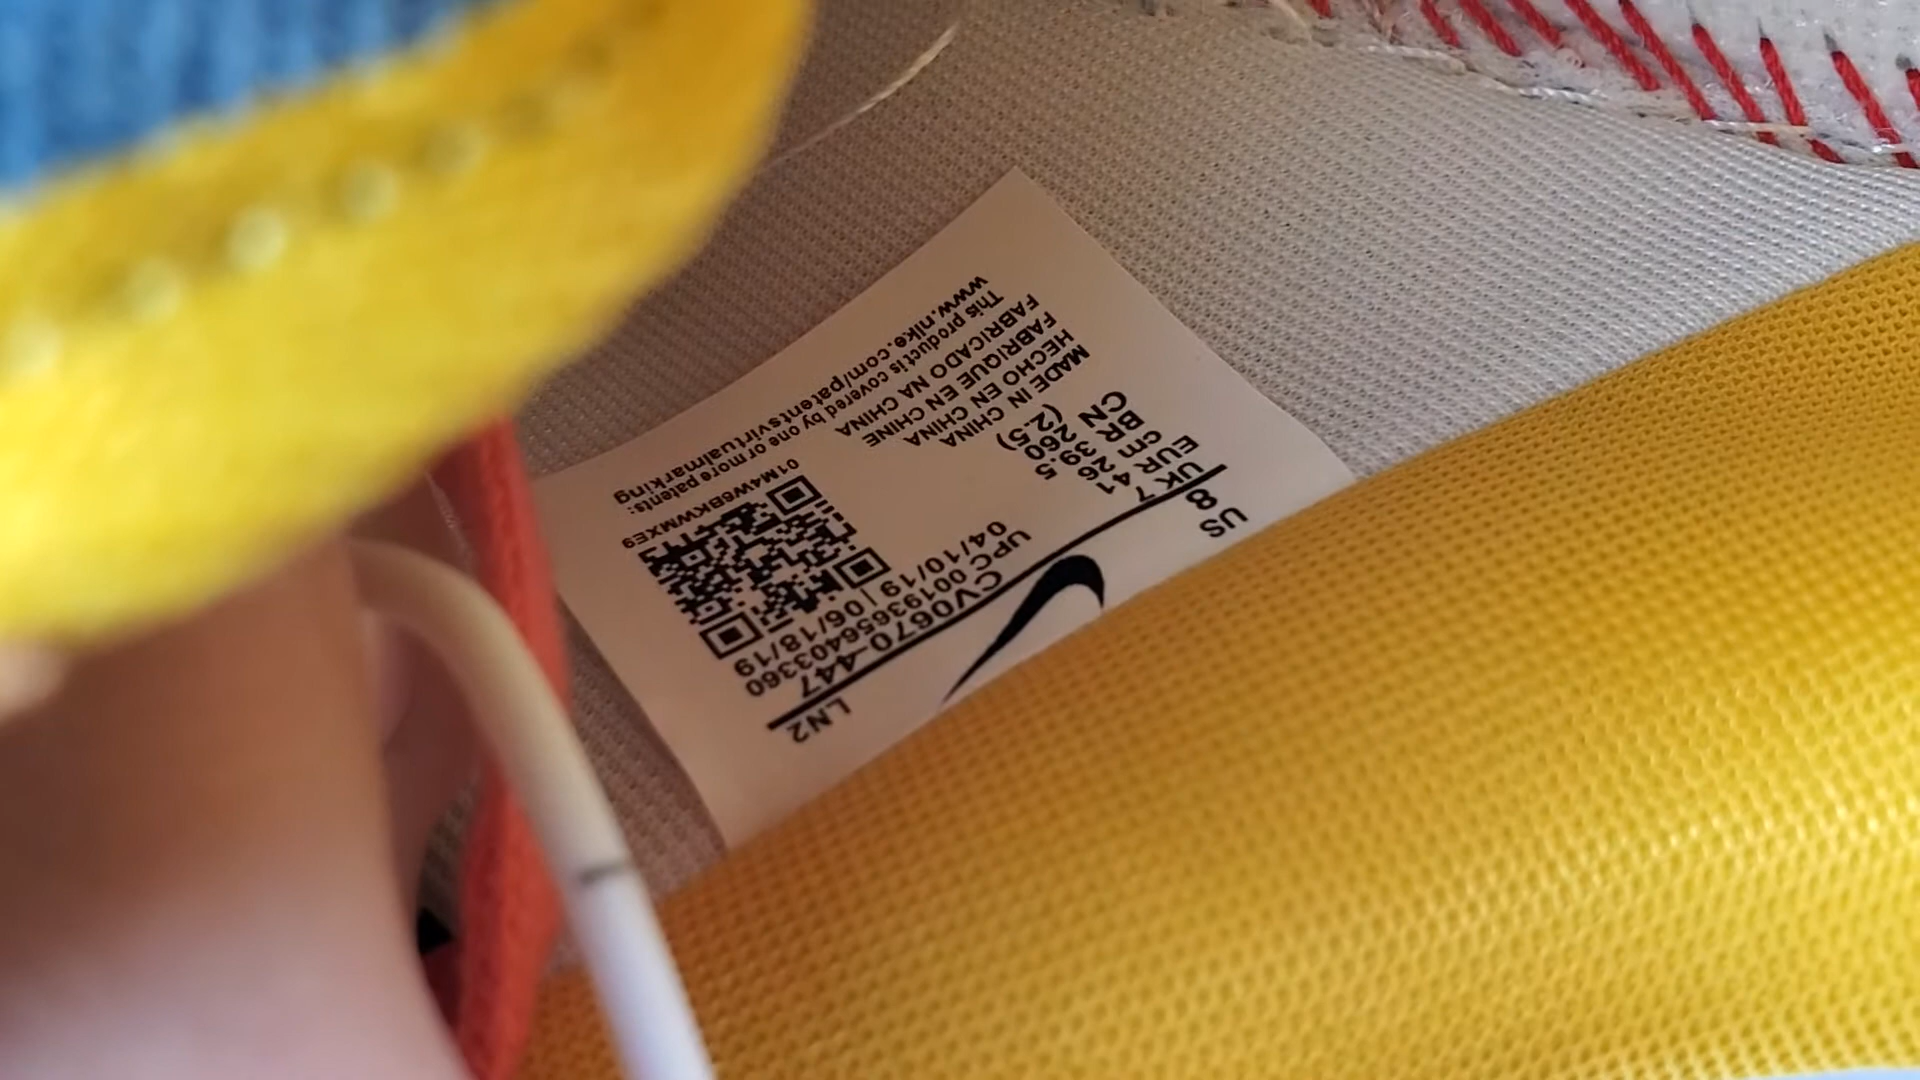 US
8
UK 7
EUR 41
cm 26
BR 39.5
CN 260
(2.5)
MADE IN CHINA
HECHO EN CHINA
FABRIQUE EN CHINE
FABRICADO NA CHINA
This product is covered by one or more patents:
www.nike.com/patentsvirtualmarking
LN2
CV0670-447
UPC 00193656403360
04/10/19 | 06/18/19
01M4W6BKWMXE9